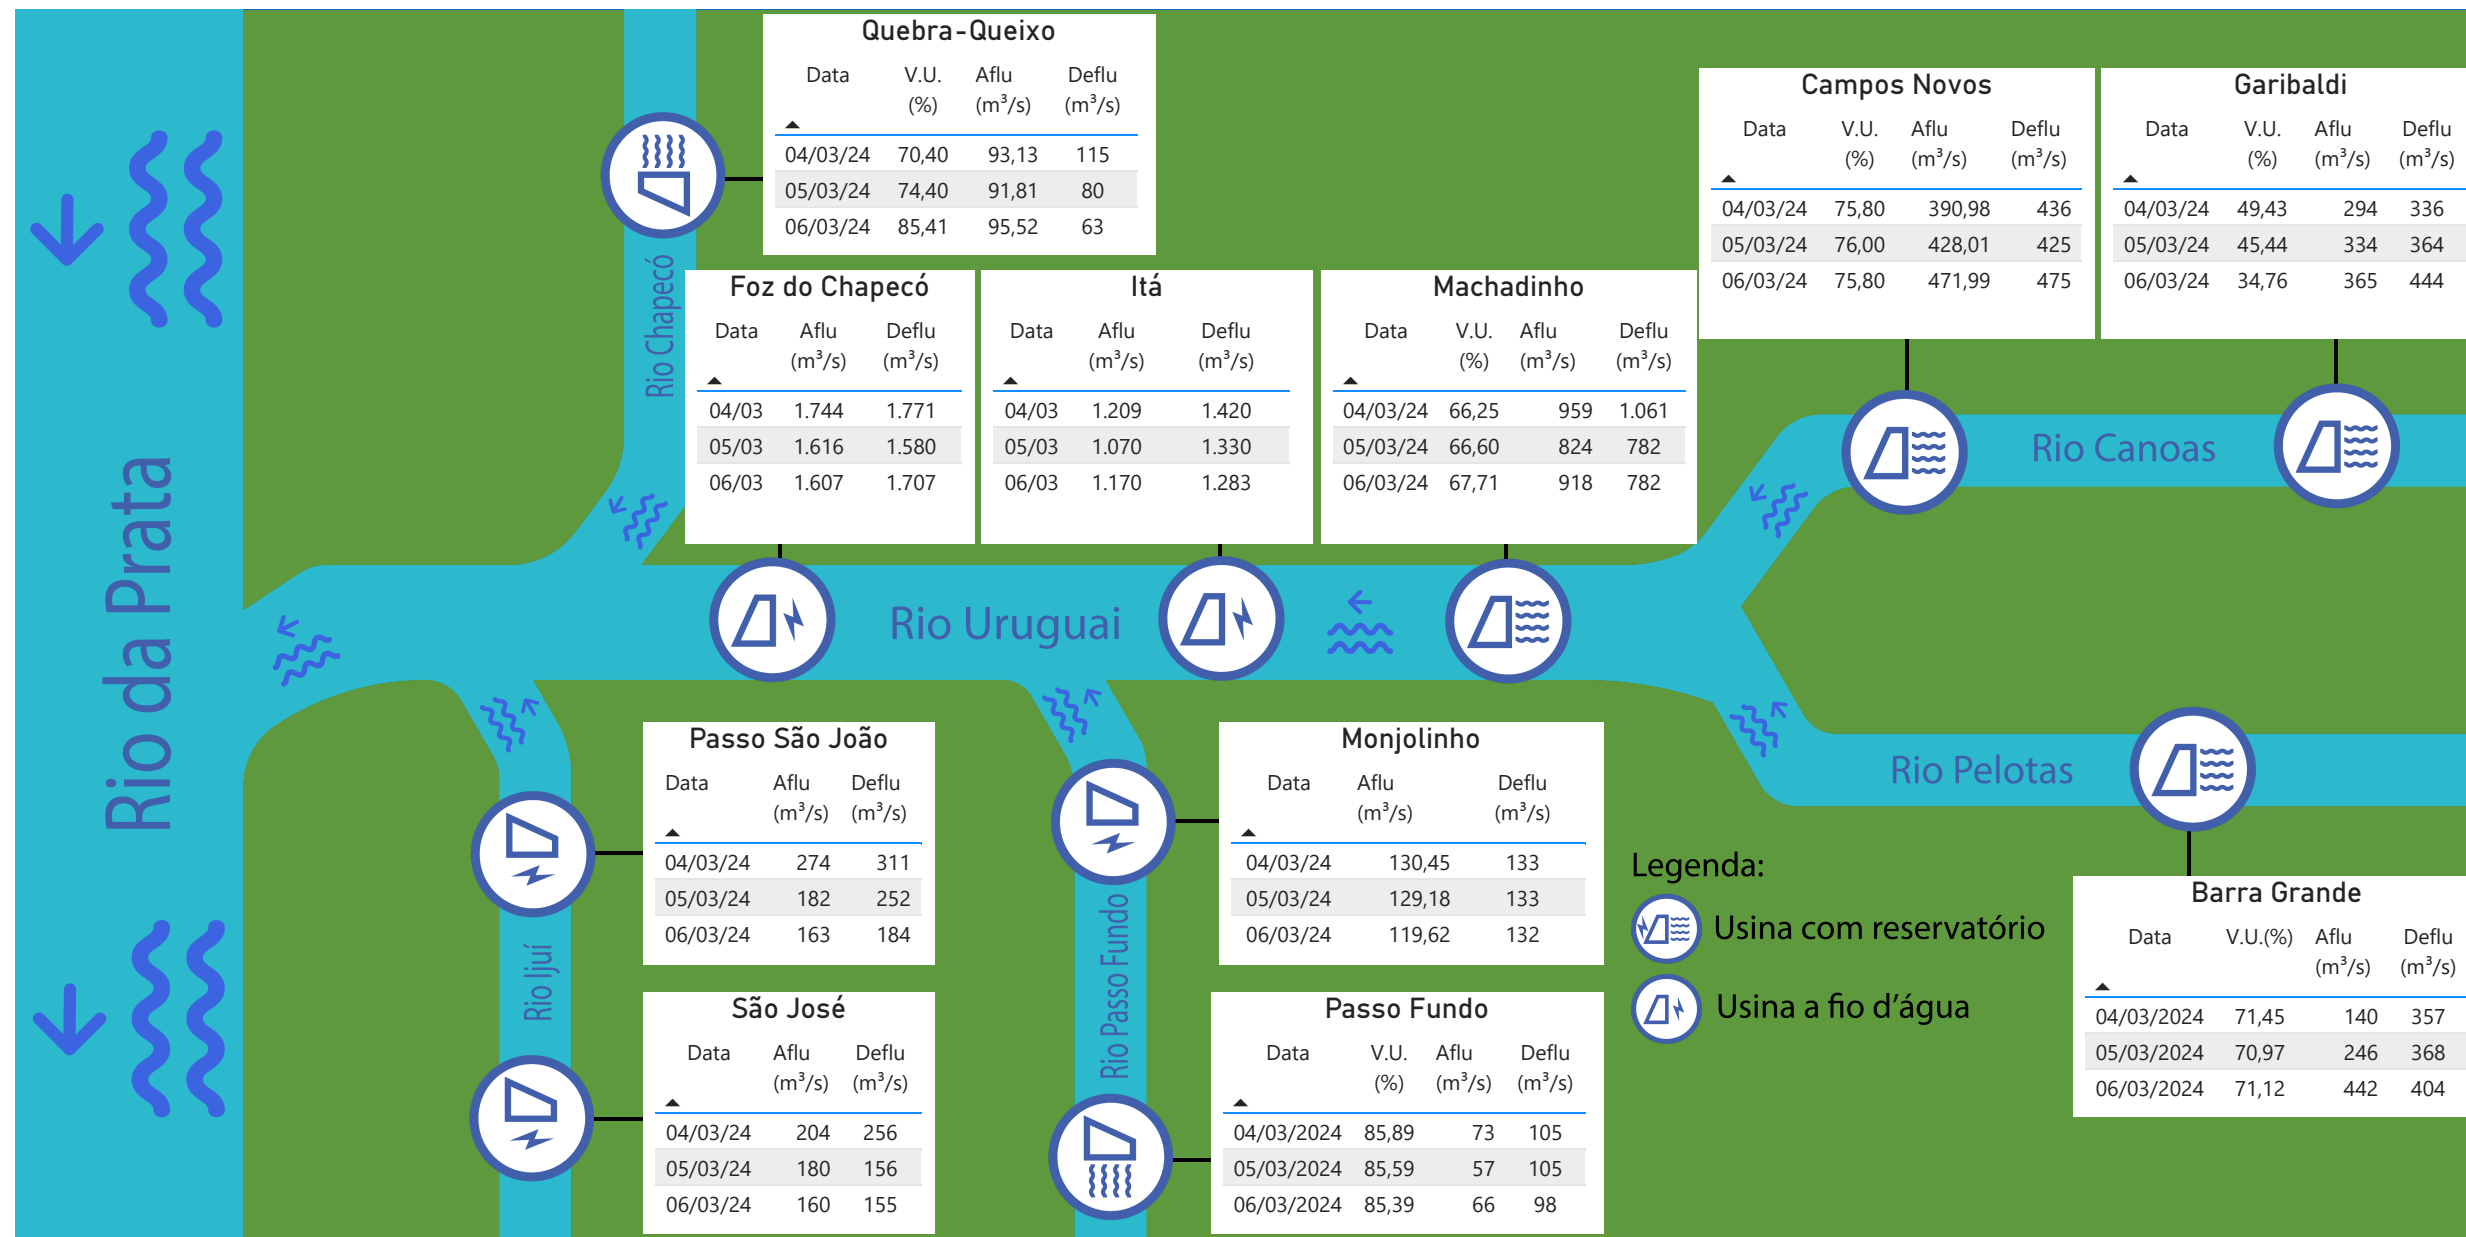 Quebra-Queixo
Data V.U. (%) Aflu (m³/s) Deflu (m³/s)
04/03/24 70,40 93,13 115
05/03/24 74,40 91,81 80
06/03/24 85,41 95,52 63
Campos Novos
Data V.U. (%) Aflu (m³/s) Deflu (m³/s)
04/03/24 75,80 390,98 436
05/03/24 76,00 428,01 425
06/03/24 75,80 471,99 475
Garibaldi
Data V.U. (%) Aflu (m³/s) Deflu (m³/s)
04/03/24 49,43 294 336
05/03/24 45,44 334 364
06/03/24 34,76 365 444
Rio Chapecó
Foz do Chapecó
Data Aflu (m³/s) Deflu (m³/s)
04/03 1.744 1.771
05/03 1.616 1.580
06/03 1.607 1.707
Itá
Data Aflu (m³/s) Deflu (m³/s)
04/03 1.209 1.420
05/03 1.070 1.330
06/03 1.170 1.283
Machadinho
Data V.U. (%) Aflu (m³/s) Deflu (m³/s)
04/03/24 66,25 959 1.061
05/03/24 66,60 824 782
06/03/24 67,71 918 782
Rio Canoas
Rio da Prata
Rio Uruguai
Rio Pelotas
Passo São João
Data Aflu (m³/s) Deflu (m³/s)
04/03/24 274 311
05/03/24 182 252
06/03/24 163 184
Monjolinho
Data Aflu (m³/s) Deflu (m³/s)
04/03/24 130,45 133
05/03/24 129,18 133
06/03/24 119,62 132
Legenda:
Usina com reservatório
Usina a fio d’água
Barra Grande
Data V.U.(%) Aflu (m³/s) Deflu (m³/s)
04/03/2024 71,45 140 357
05/03/2024 70,97 246 368
06/03/2024 71,12 442 404
Rio Ijuí
São José
Data Aflu (m³/s) Deflu (m³/s)
04/03/24 204 256
05/03/24 180 156
06/03/24 160 155
Rio Passo Fundo
Passo Fundo
Data V.U. (%) Aflu (m³/s) Deflu (m³/s)
04/03/2024 85,89 73 105
05/03/2024 85,59 57 105
06/03/2024 85,39 66 98